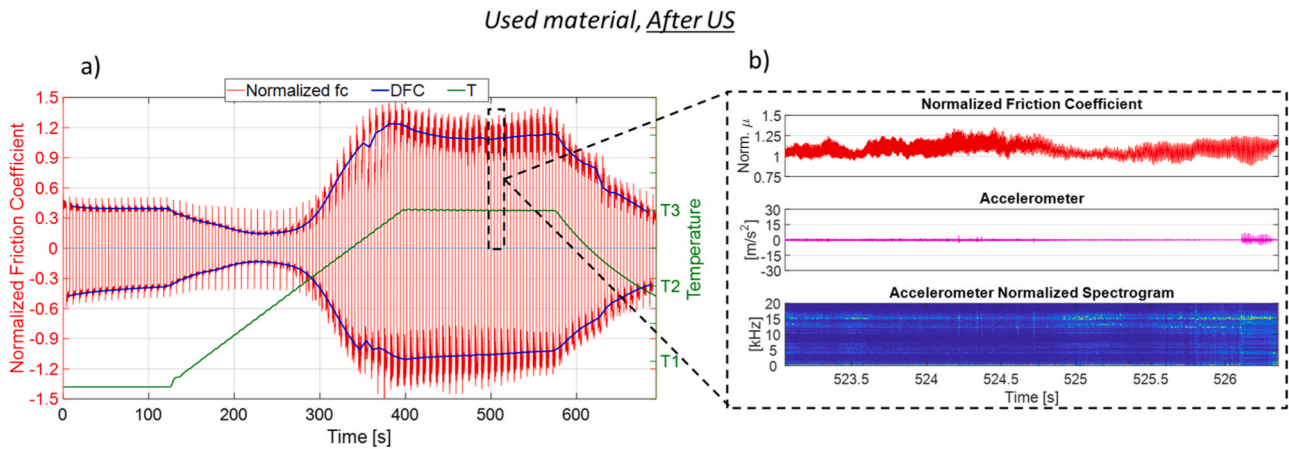 Used material, After US
a)
Normalized fc DFC T
1.5
1.2
0.9
0.6
0.3
0
-0.3
-0.6
-0.9
-1.2
-1.5
Normalized Friction Coefficient
0 100 200 300 400 500 600
Time [s]
T3
T2
T1
Temperature
b)
Normalized Friction Coefficient
Norm. μ
1.5
1.25
1
0.75
Accelerometer
[m/s²]
30
15
0
-15
-30
Accelerometer Normalized Spectrogram
[kHz]
20
15
10
5
0
523.5 524 524.5 525 525.5 526
Time [s]